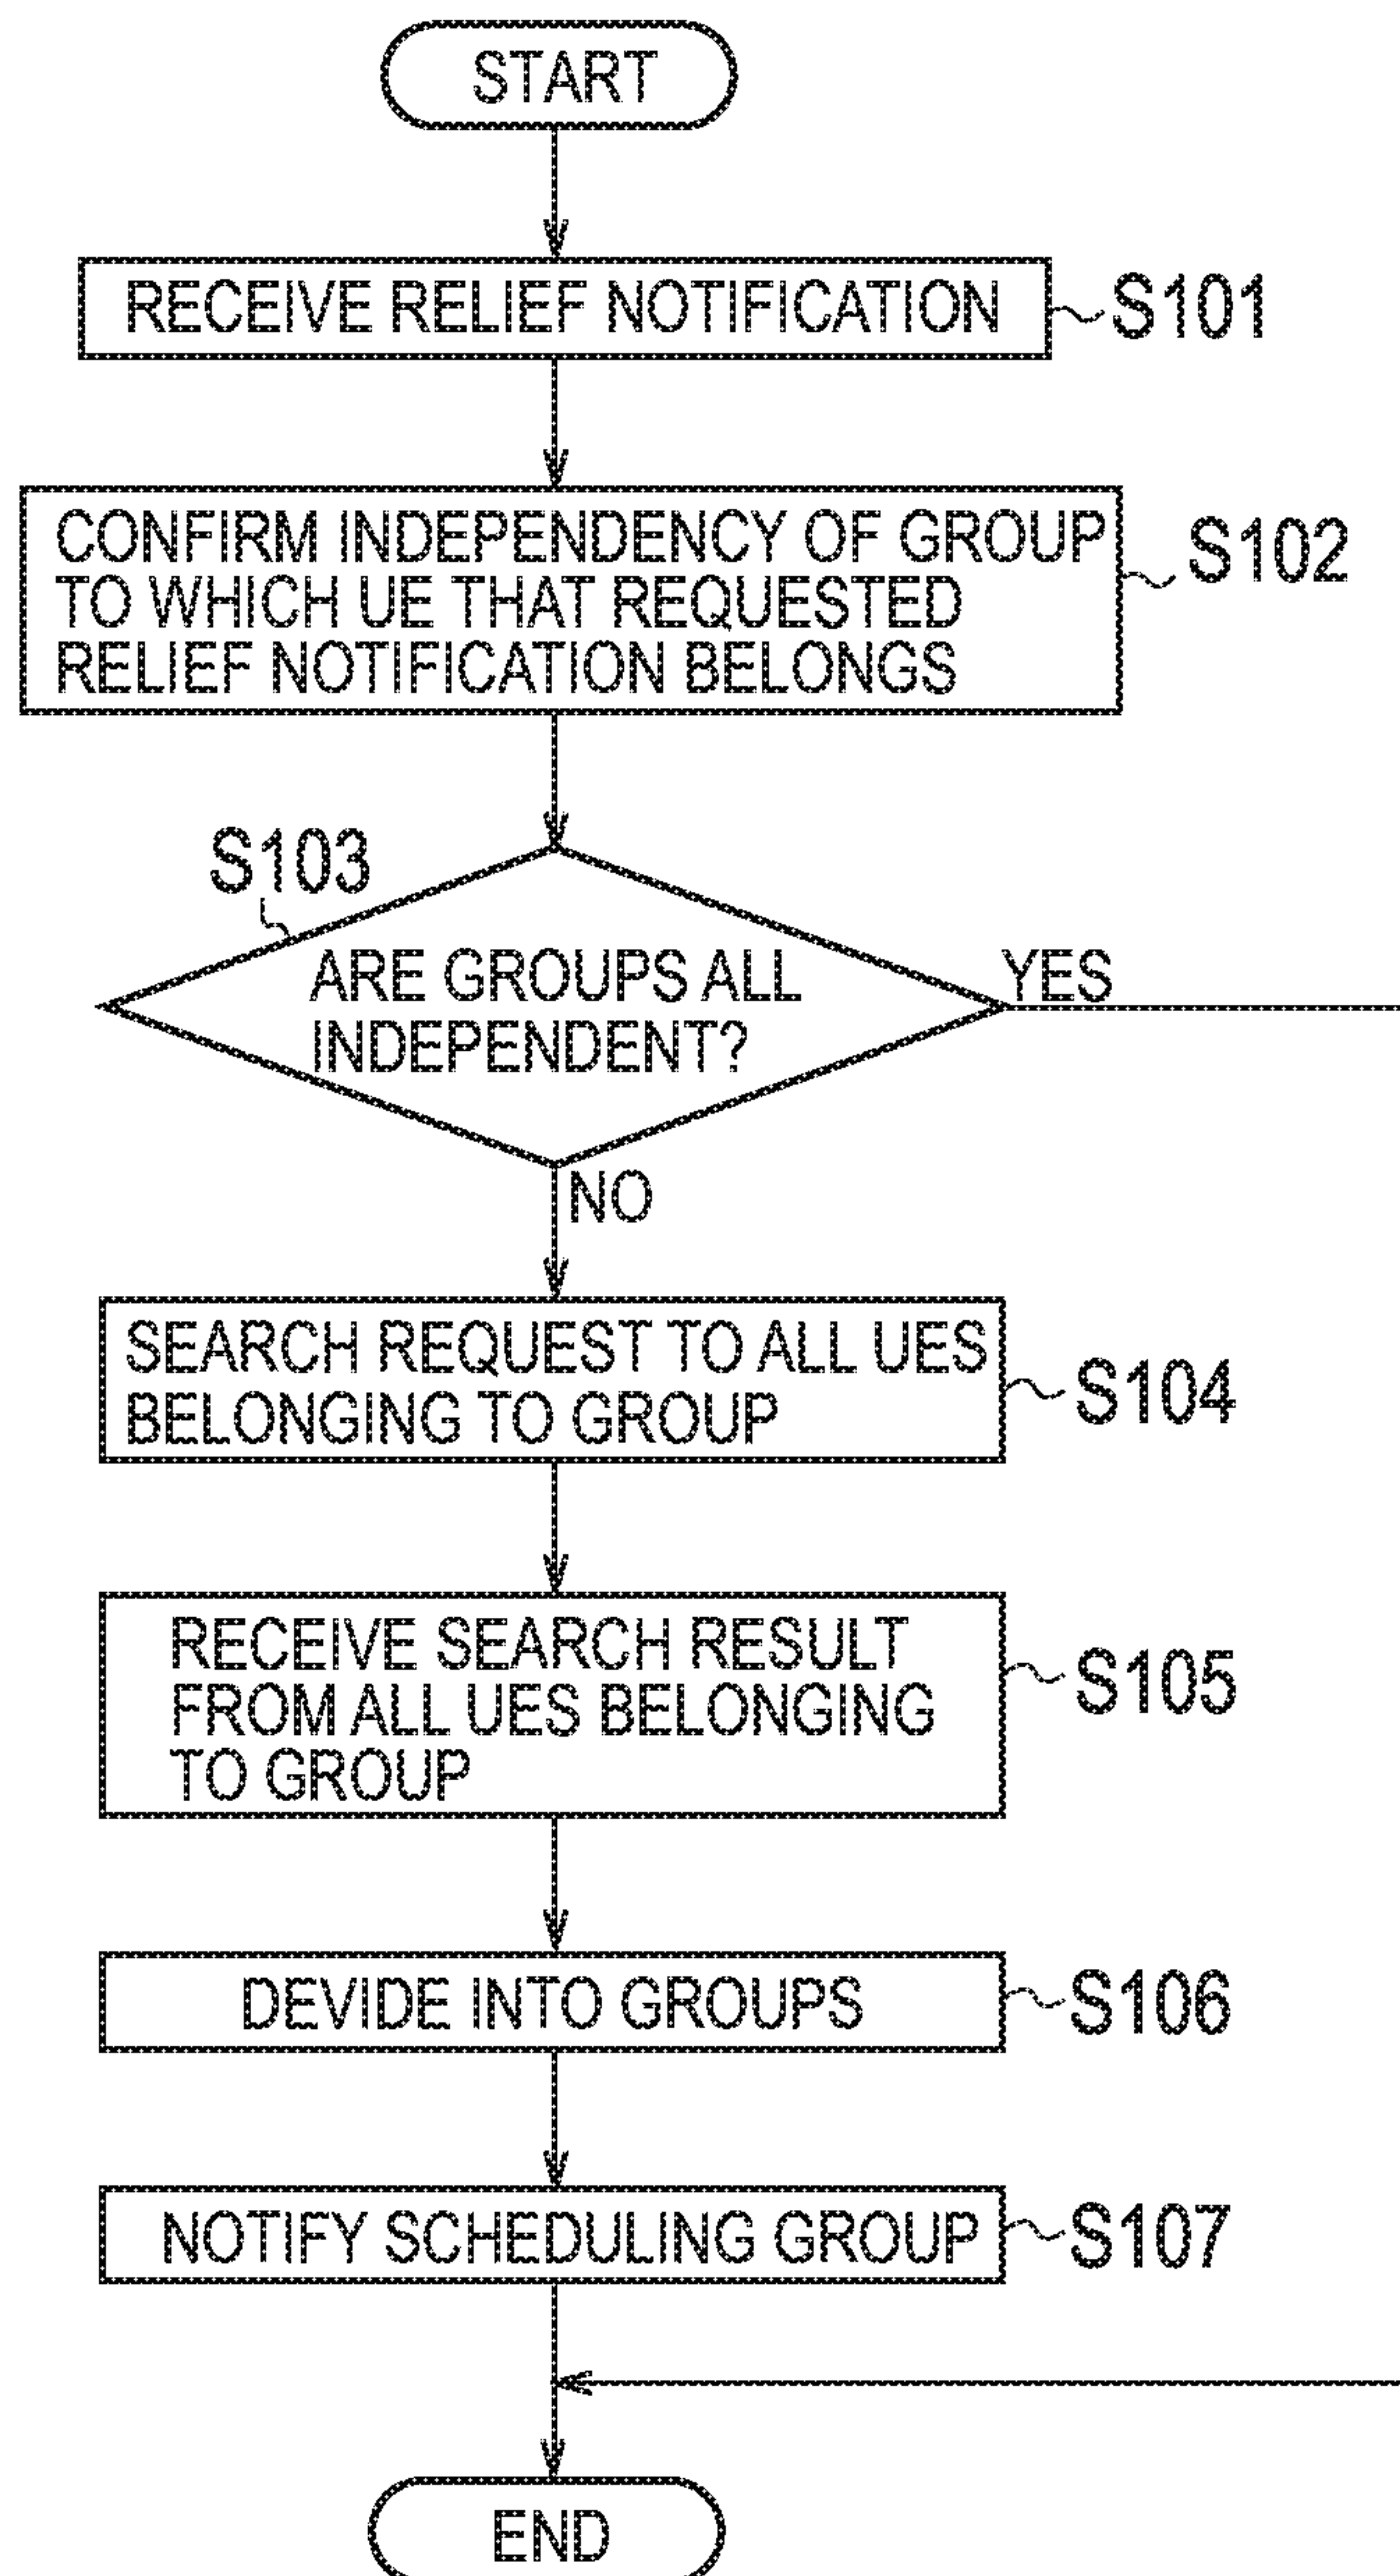 START
RECEIVE RELIEF NOTIFICATION
S101
CONFIRM INDEPENDENCY OF GROUP
TO WHICH UE THAT REQUESTED
RELIEF NOTIFICATION BELONGS
S102
S103
ARE GROUPS ALL
INDEPENDENT?
YES
NO
SEARCH REQUEST TO ALL UES
BELONGING TO GROUP
S104
RECEIVE SEARCH RESULT
FROM ALL UES BELONGING
TO GROUP
S105
DEVIDE INTO GROUPS
S106
NOTIFY SCHEDULING GROUP
S107
END